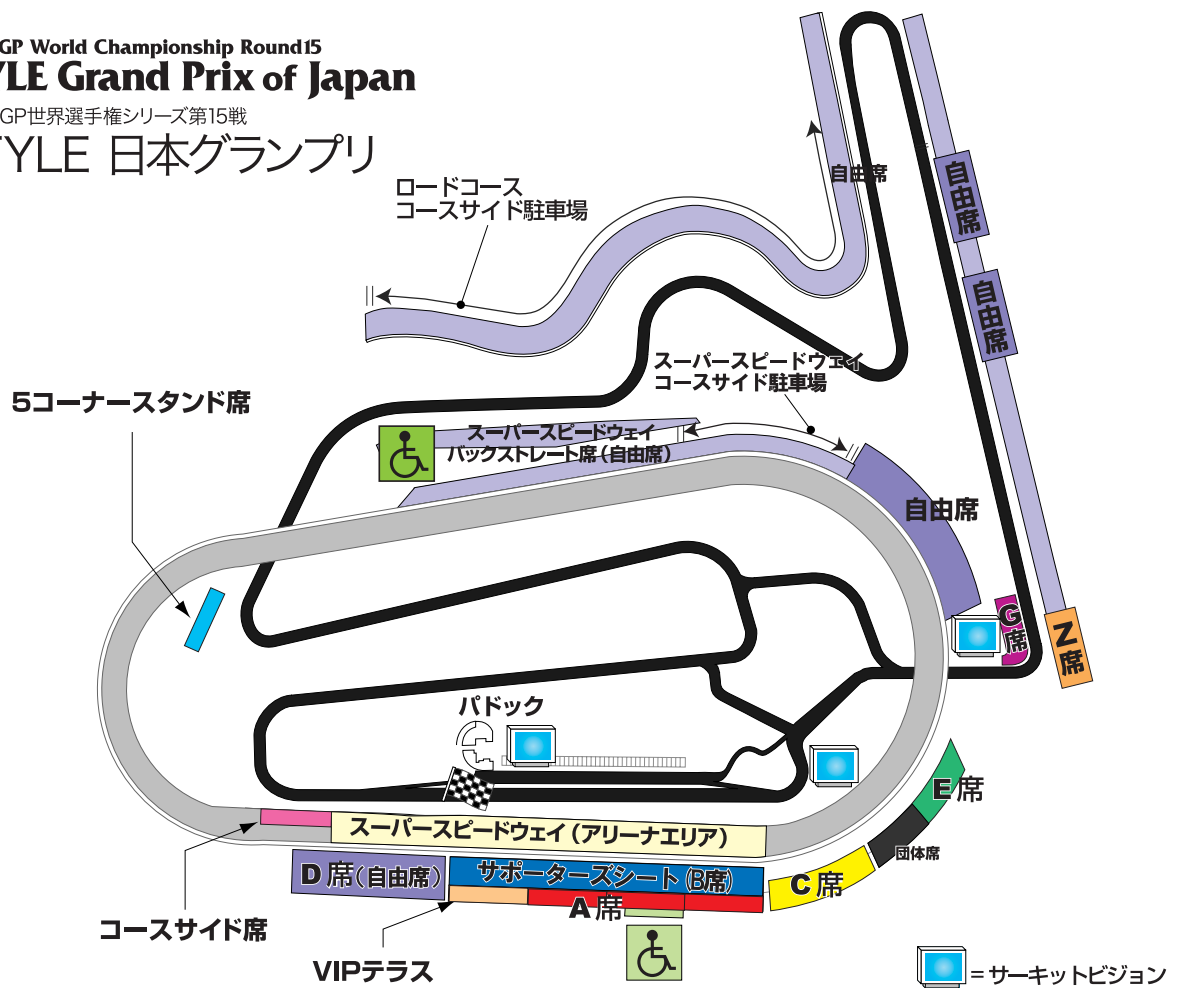 GP World Championship Round15
YLE Grand Prix of Japan
GP世界選手権シリーズ第15戦
YLE 日本グランプリ
ロードコース
コースサイド駐車場
自由席
自由席
自由席
スーパースピードウェイ
コースサイド駐車場
5コーナースタンド席
スーパースピードウェイ
バックストレート席(自由席)
自由席
G席
Z席
パドック
E席
スーパースピードウェイ(アリーナエリア)
団体席
D席(自由席)
サポーターズシート(B席)
C席
A席
コースサイド席
VIPテラス
=サーキットビジョン